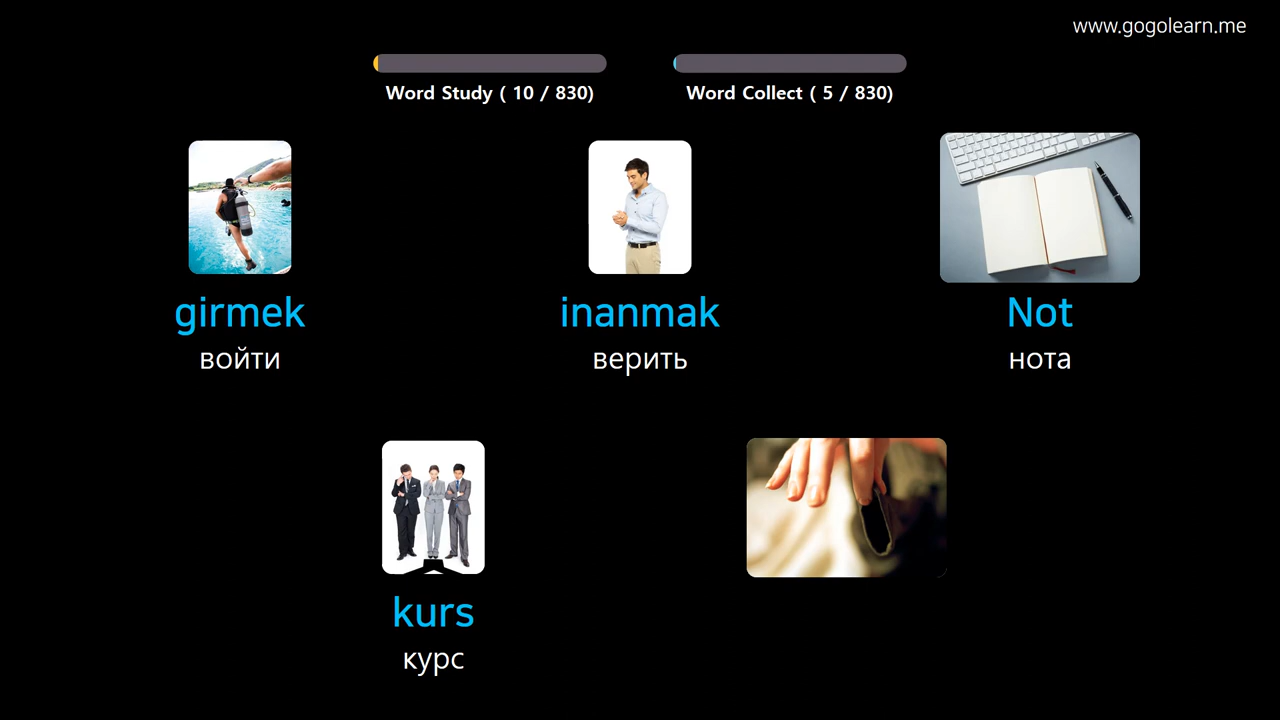 www.gogolearn.me
Word Study ( 10 / 830)
Word Collect ( 5 / 830)
girmek
войти
inanmak
верить
Not
нота
kurs
курс